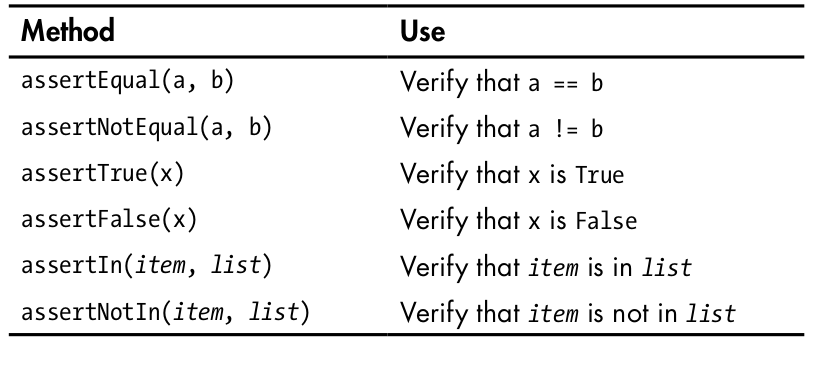 Method Use
assertEqual(a, b) Verify that a == b
assertNotEqual(a, b) Verify that a != b
assertTrue(x) Verify that x is True
assertFalse(x) Verify that x is False
assertIn(item, list) Verify that item is in list
assertNotIn(item, list) Verify that item is not in list